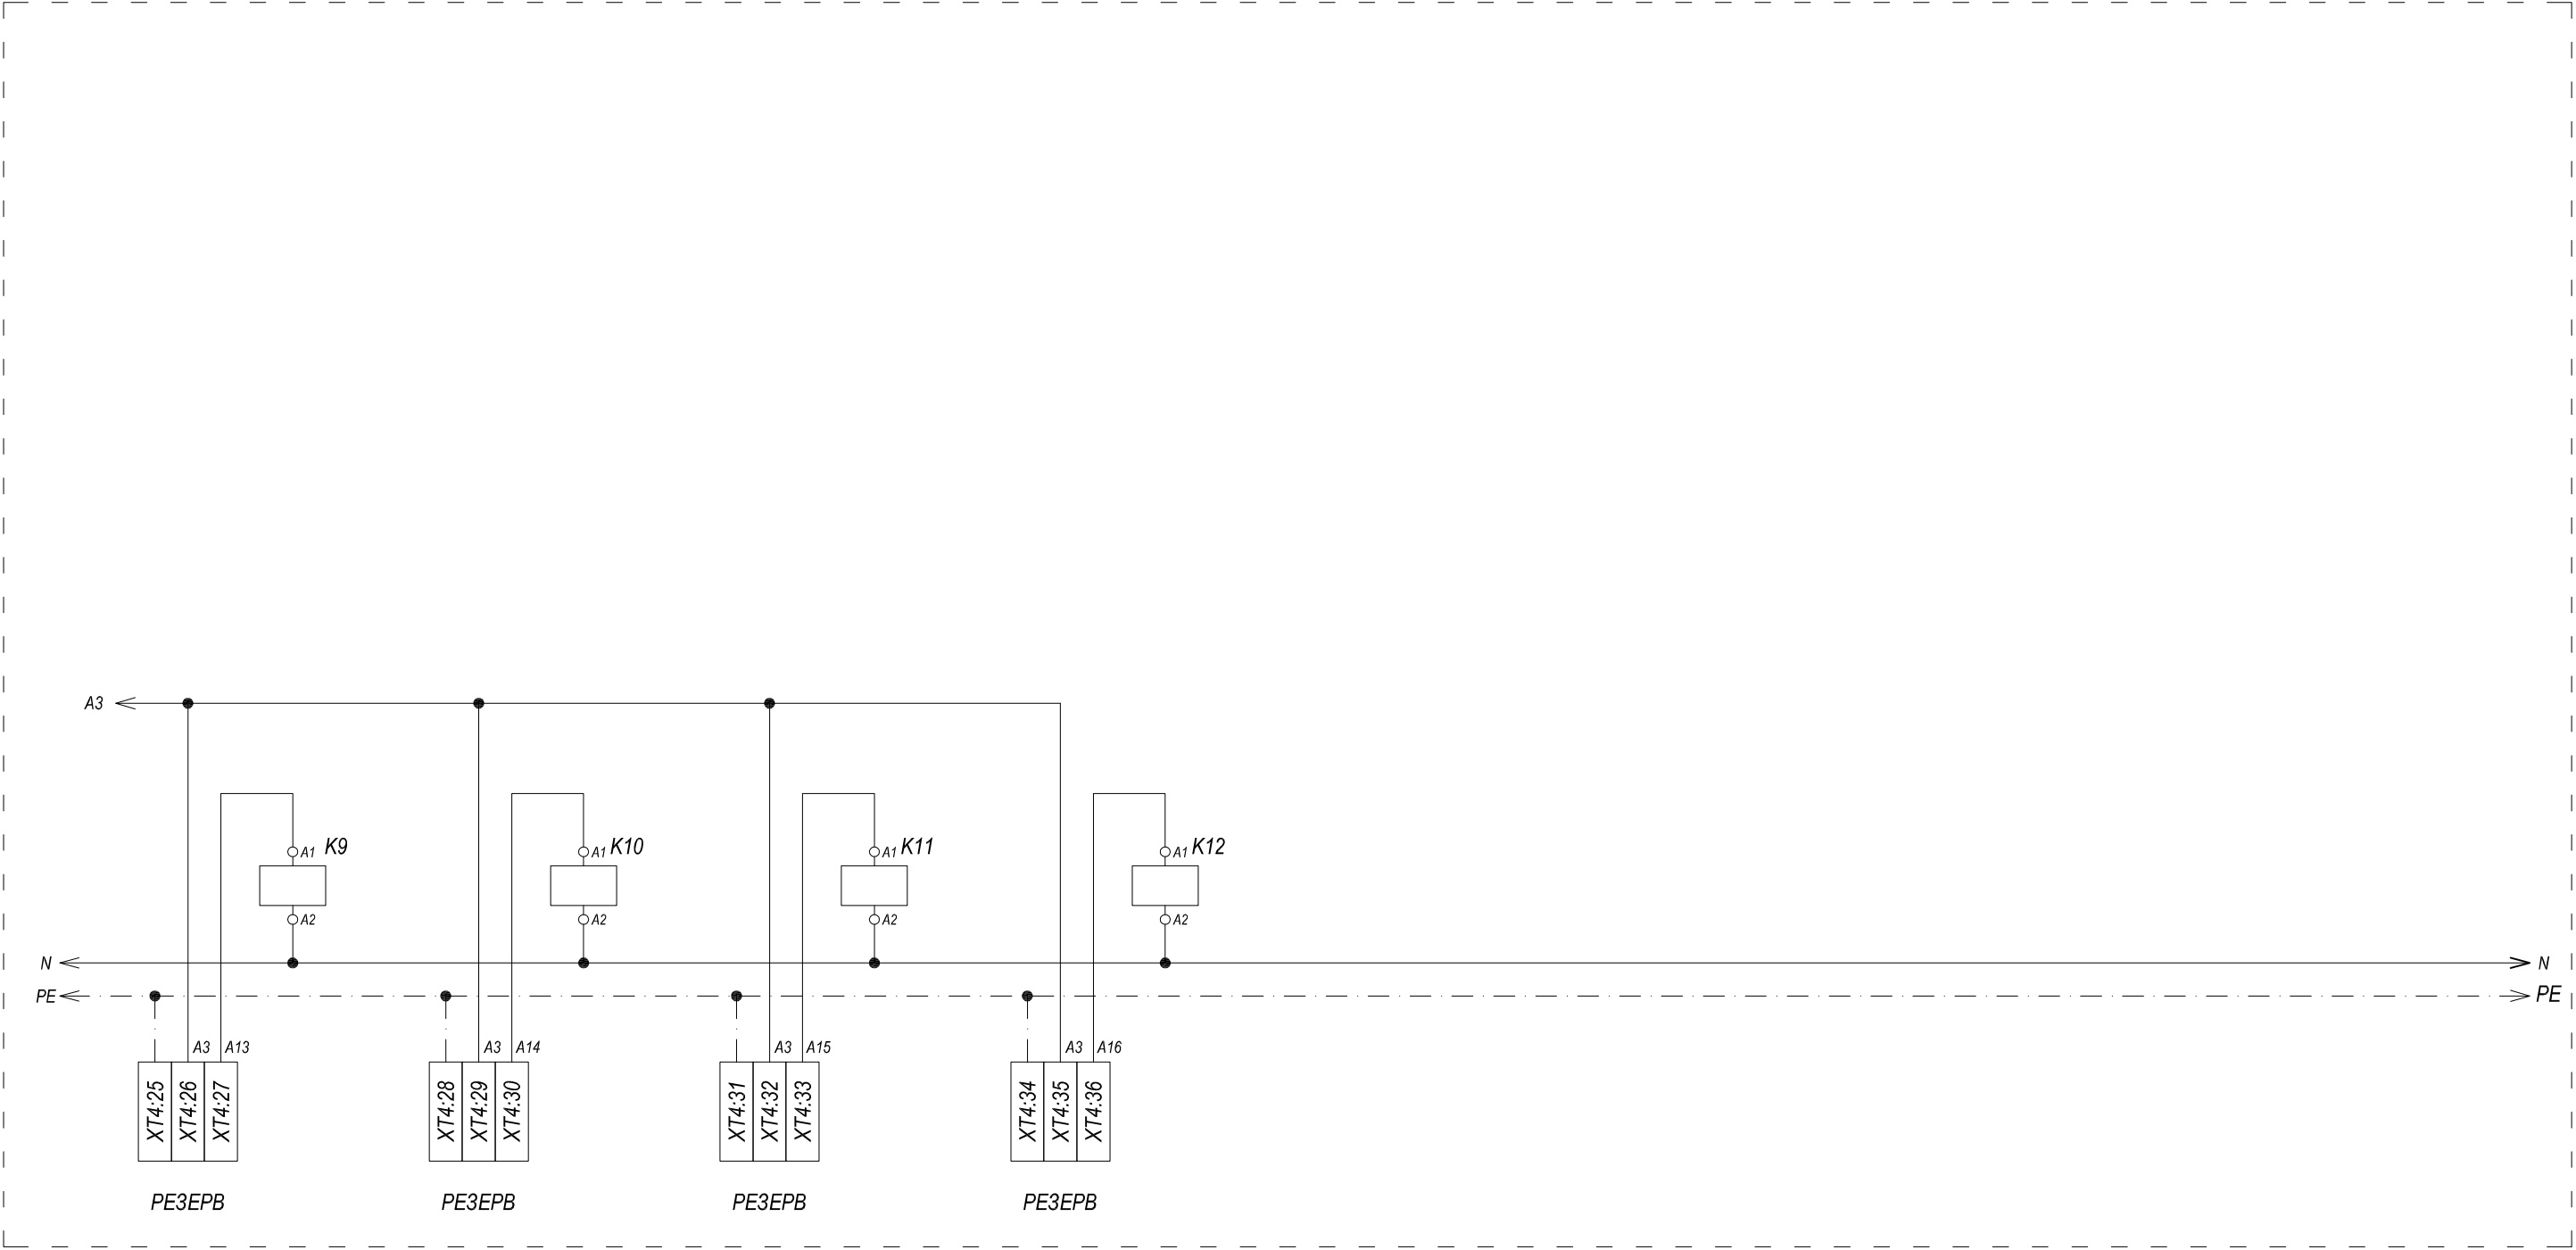 A3
A1 K9
A1 K10
A1 K11
A1 K12
A2
A2
A2
A2
N
N
PE
PE
A3 A13
A3 A14
A3 A15
A3 A16
XT4:25
XT4:26
XT4:27
XT4:28
XT4:29
XT4:30
XT4:31
XT4:32
XT4:33
XT4:34
XT4:35
XT4:36
РЕЗЕРВ
РЕЗЕРВ
РЕЗЕРВ
РЕЗЕРВ